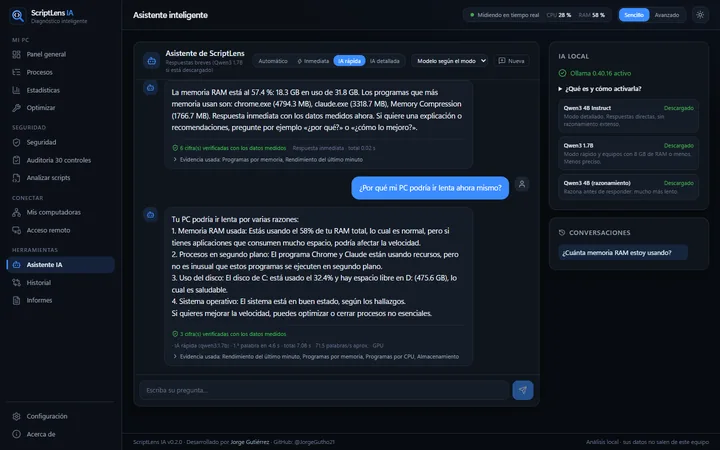 ScriptLens IA
Diagnóstico inteligente
MI PC
Panel general
Procesos
Estadísticas
Optimizar
SEGURIDAD
Seguridad
Auditoría 30 controles
Analizar scripts
CONECTAR
Mis computadoras
Acceso remoto
HERRAMIENTAS
Asistente IA
Historial
Informes
Configuración
Acerca de
Asistente inteligente
Midiendo en tiempo real CPU 28 % RAM 58 %
Sencillo
Avanzado
Asistente de ScriptLens
Respuestas breves (Qwen3 1.7B
si está descargado)
Automático
Inmediata
IA rápida
IA detallada
Modelo según el modo
Nueva
La memoria RAM está al 57.4 %: 18.3 GB en uso de 31.8 GB. Los programas que más
memoria usan son: chrome.exe (4794.3 MB), claude.exe (3318.7 MB), Memory Compression
(1766.7 MB). Respuesta inmediata con los datos medidos ahora. Si quiere una explicación o
recomendaciones, pregunte por ejemplo «¿por qué?» o «¿cómo lo mejoro?».
6 cifra(s) verificadas con los datos medidos · Respuesta inmediata · total 0.02 s
Evidencia usada: Programas por memoria, Rendimiento del último minuto
¿Por qué mi PC podría ir lenta ahora mismo?
Tu PC podría ir lento por varias razones:
1. Memoria RAM usada: Estás usando el 58% de tu RAM total, lo cual es normal, pero si
tienes aplicaciones que consumen mucho espacio, podría afectar la velocidad.
2. Procesos en segundo plano: El programa Chrome y Claude están usando recursos, pero
no es inusual que estos programas se ejecuten en segundo plano.
3. Uso del disco: El disco de C: está usado el 32.4% y hay espacio libre en D: (475.6 GB), lo
cual es saludable.
4. Sistema operativo: El sistema está en buen estado, según los hallazgos.
Si quieres mejorar la velocidad, puedes optimizar o cerrar procesos no esenciales.
3 cifra(s) verificadas con los datos medidos
IA rápida (qwen3:1.7b) · 1.ª palabra en 4.6 s · total 7.09 s · 71.5 palabras/s aprox. · GPU
Evidencia usada: Rendimiento del último minuto, Programas por memoria, Programas por CPU, Almacenamiento
Escriba su pregunta...
IA LOCAL
Ollama 0.40.16 activo
¿Qué es y cómo activarla?
Qwen3 4B Instruct
Descargado
Modo detallado. Respuestas directas, sin
razonamiento extenso.
Qwen3 1.7B
Descargado
Modo rápido y equipos con 8 GB de RAM o menos.
Menos preciso.
Qwen3 4B (razonamiento)
Descargado
Razona antes de responder: mucho más lento.
CONVERSACIONES
¿Cuánta memoria RAM estoy usando?
ScriptLens IA v0.2.0 · Desarrollado por Jorge Gutiérrez · GitHub: @JorgeGutho21
Análisis local · sus datos no salen de este equipo